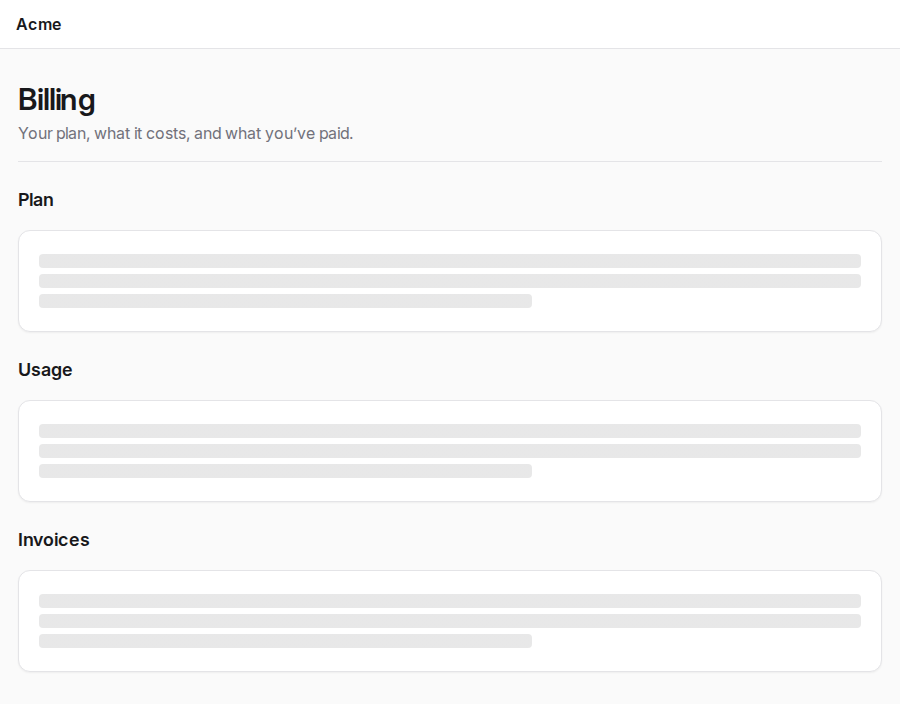 Acme
Billing
Your plan, what it costs, and what you’ve paid.
Plan
Usage
Invoices